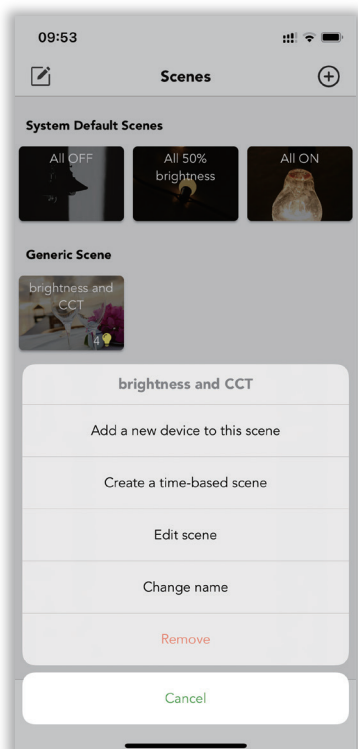 09:53
Scenes
System Default Scenes
All OFF
All 50%
brightness
All ON
Generic Scene
brightness and
CCT
4
brightness and CCT
Add a new device to this scene
Create a time-based scene
Edit scene
Change name
Remove
Cancel